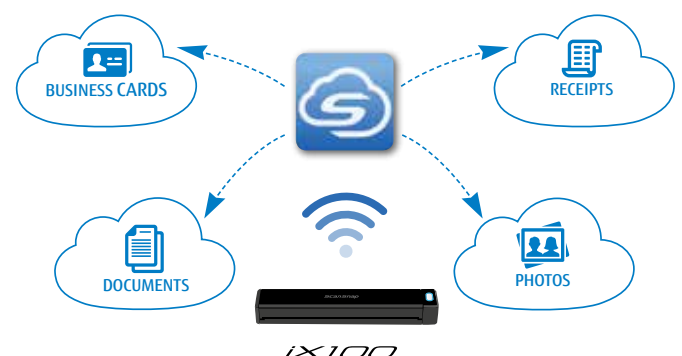 BUSINESS CARDS
RECEIPTS
DOCUMENTS
PHOTOS
ScanSnap
iX100